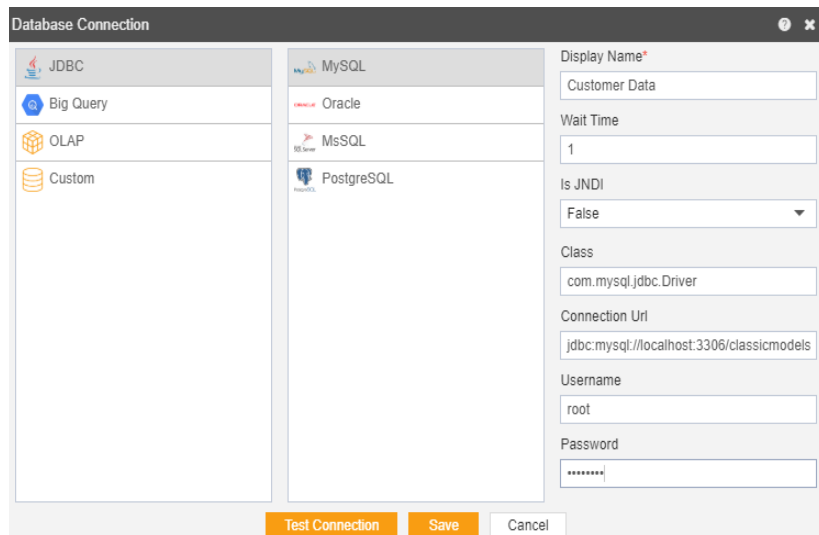 Database Connection
JDBC
Big Query
OLAP
Custom
MySQL
Oracle
MsSQL
PostgreSQL
Display Name*
Customer Data
Wait Time
1
Is JNDI
False
Class
com.mysql.jdbc.Driver
Connection Url
jdbc:mysql://localhost:3306/classicmodels
Username
root
Password
••••••••
Test Connection
Save
Cancel